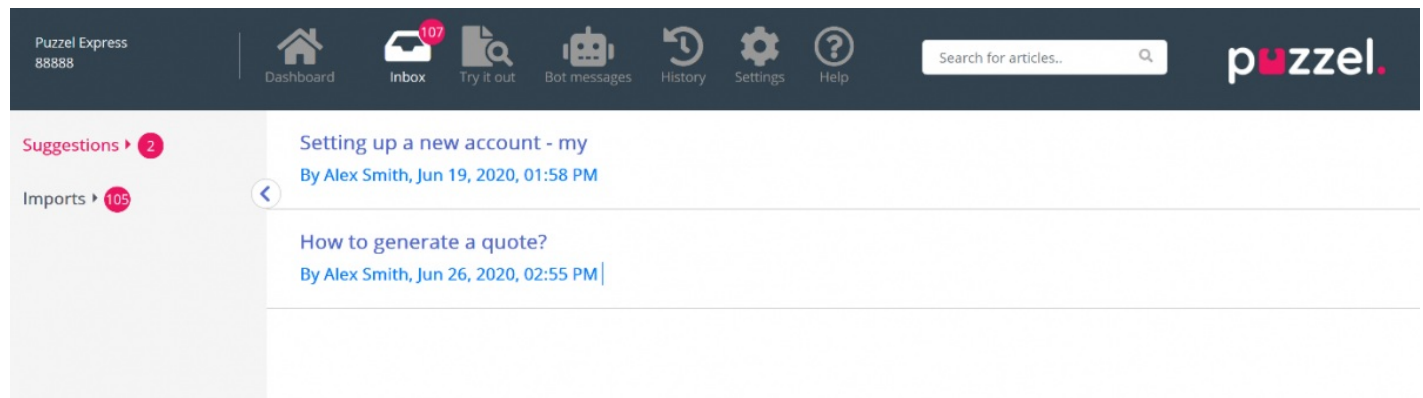 Puzzel Express
88888
Dashboard
Inbox
107
Try it out
Bot messages
History
Settings
Help
Search for articles..
puzzel.
Suggestions
2
Imports
105
Setting up a new account - my
By Alex Smith, Jun 19, 2020, 01:58 PM
How to generate a quote?
By Alex Smith, Jun 26, 2020, 02:55 PM